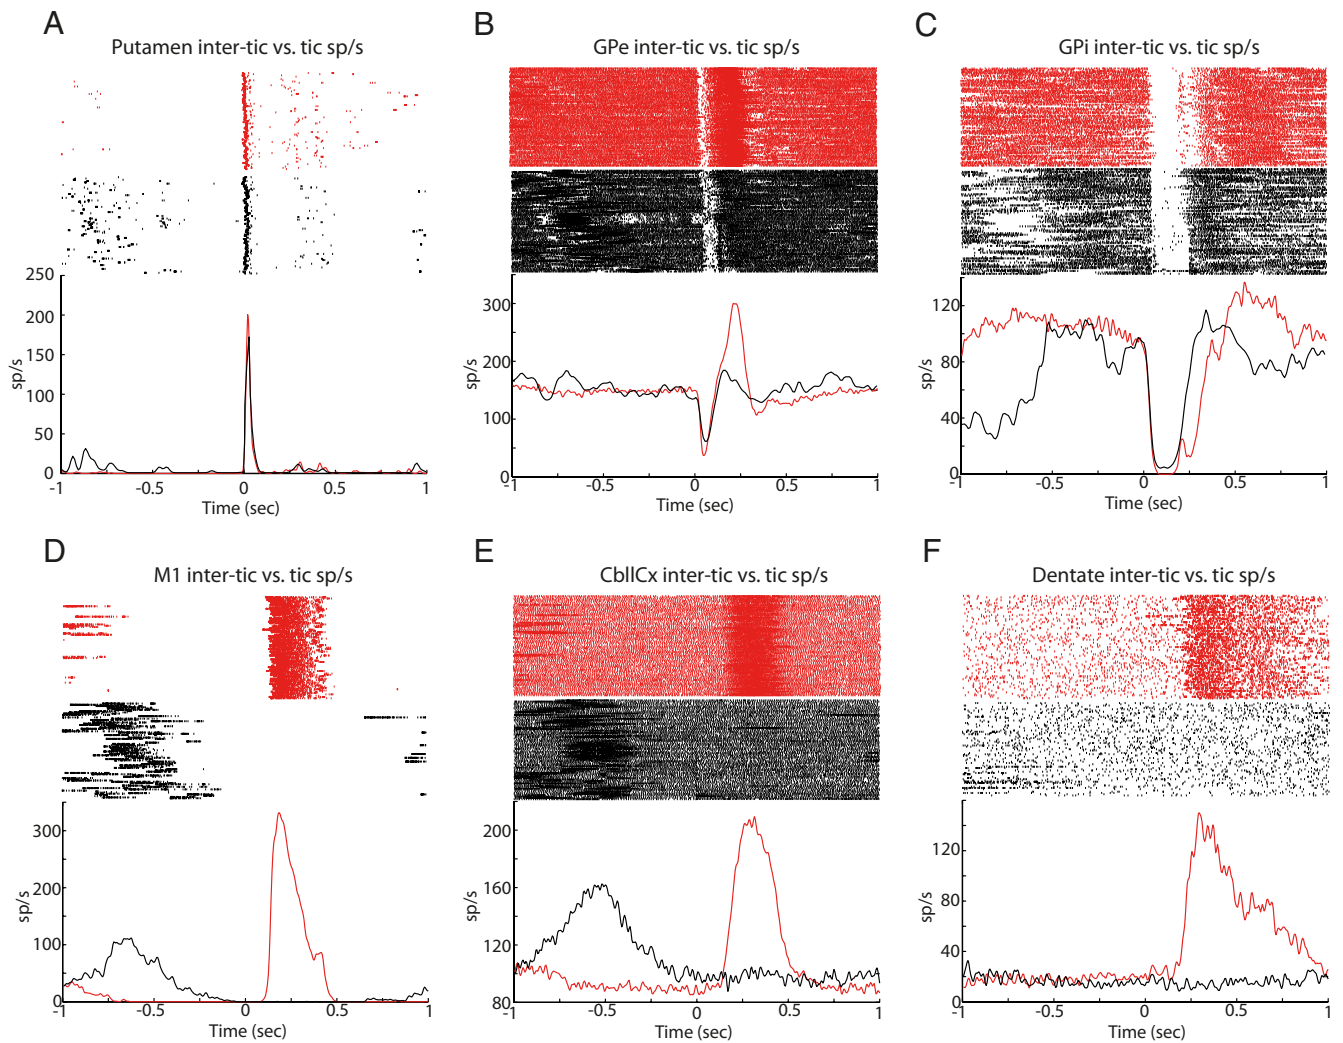 A
Putamen inter-tic vs. tic sp/s
250
200
150
100
50
0
sp/s
-1
-0.5
0
0.5
1
Time (sec)
B
GPe inter-tic vs. tic sp/s
300
200
100
0
sp/s
-1
-0.5
0
0.5
1
Time (sec)
C
GPi inter-tic vs. tic sp/s
120
80
40
0
sp/s
-1
-0.5
0
0.5
1
Time (sec)
D
M1 inter-tic vs. tic sp/s
300
200
100
0
sp/s
-1
-0.5
0
0.5
1
Time (sec)
E
CbllCx inter-tic vs. tic sp/s
200
160
120
80
sp/s
-1
-0.5
0
0.5
1
Time (sec)
F
Dentate inter-tic vs. tic sp/s
120
80
40
0
sp/s
-1
-0.5
0
0.5
1
Time (sec)